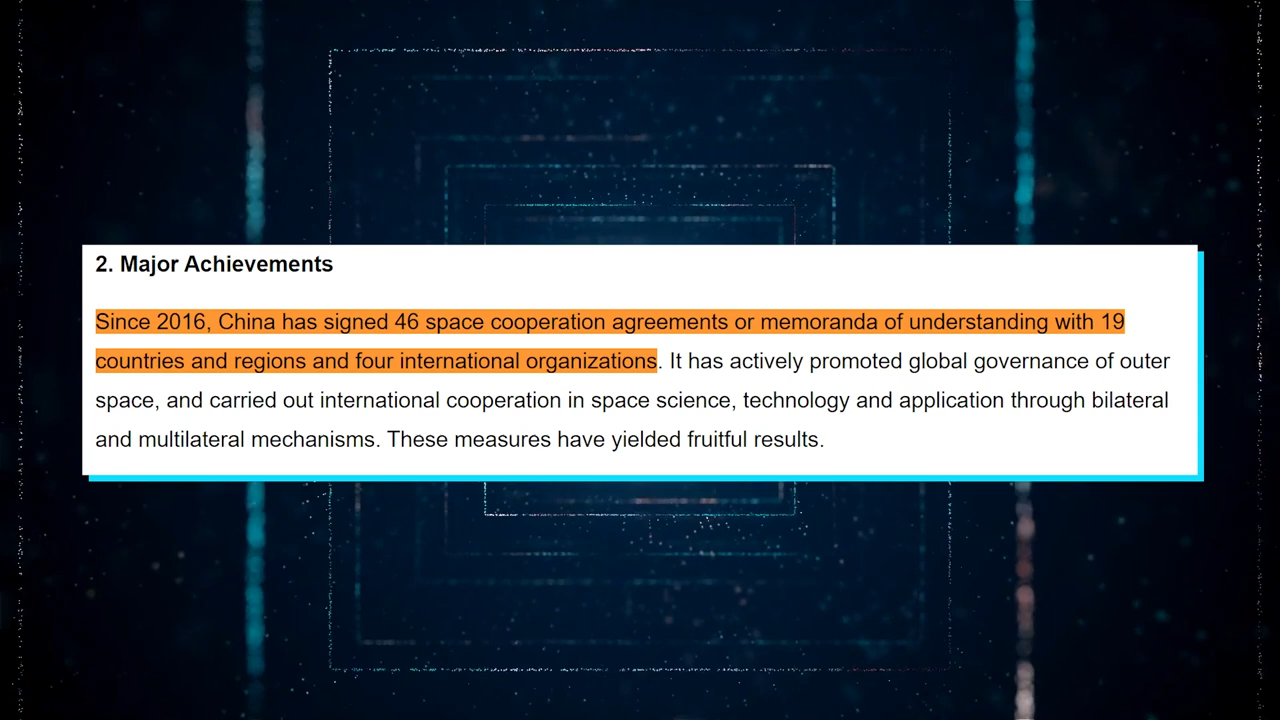 2. Major Achievements
Since 2016, China has signed 46 space cooperation agreements or memoranda of understanding with 19
countries and regions and four international organizations. It has actively promoted global governance of outer
space, and carried out international cooperation in space science, technology and application through bilateral
and multilateral mechanisms. These measures have yielded fruitful results.